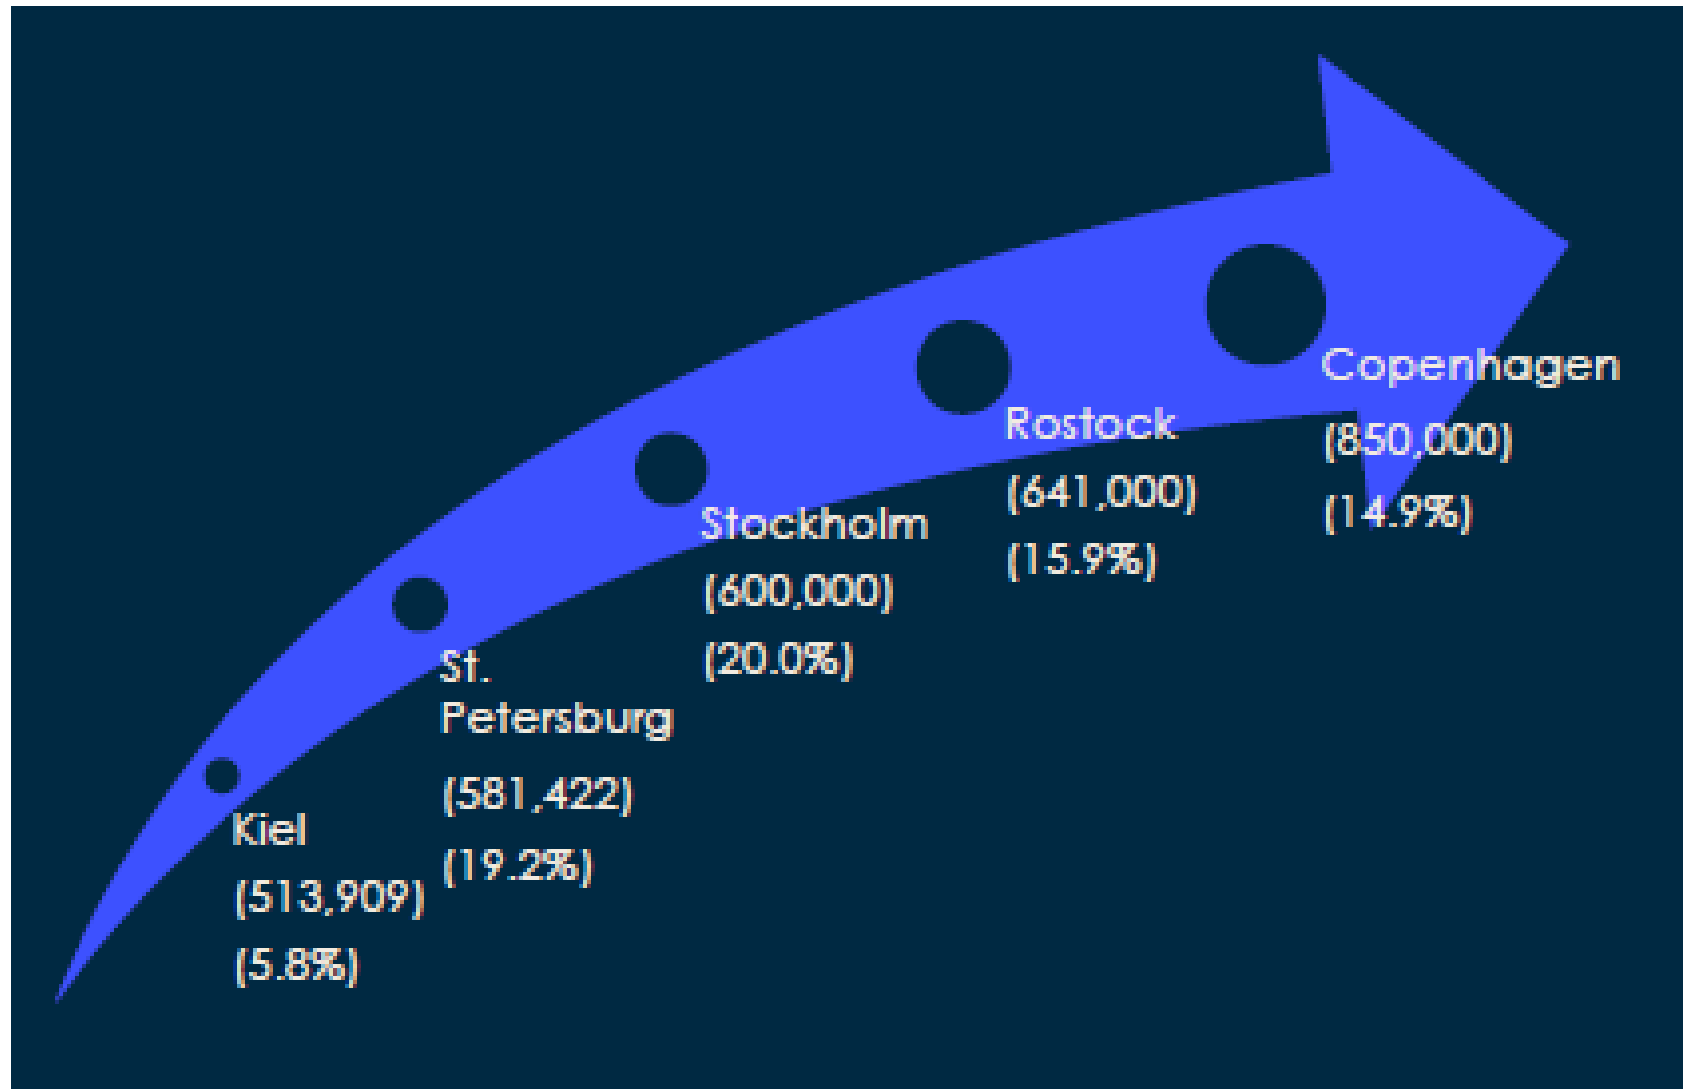 Kiel
(513,909)
(5.8%)
St.
Petersburg
(581,422)
(19.2%)
Stockholm
(600,000)
(20.0%)
Rostock
(641,000)
(15.9%)
Copenhagen
(850,000)
(14.9%)